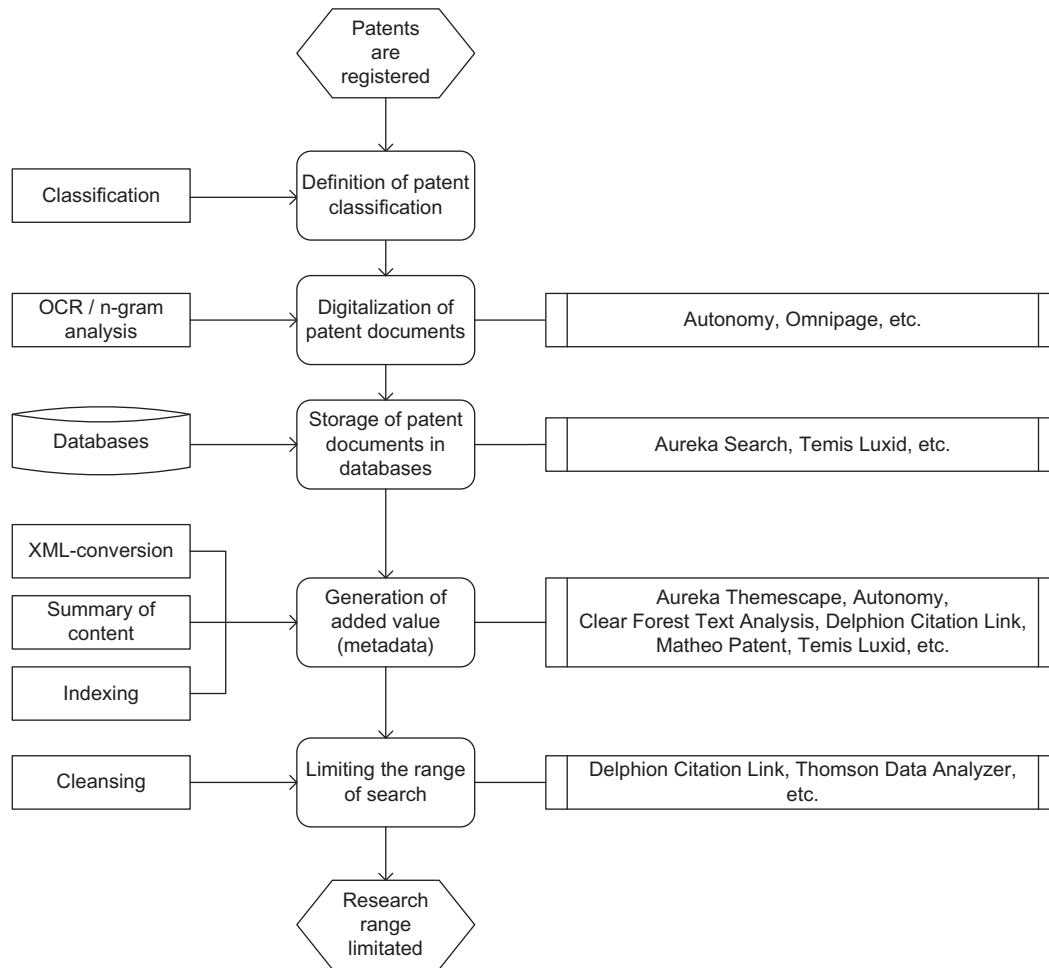 Patents
are
registered
Classification
Definition of patent
classification
OCR / n-gram
analysis
Digitalization of
patent documents
Autonomy, Omnipage, etc.
Databases
Storage of patent
documents in
databases
Aureka Search, Temis Luxid, etc.
XML-conversion
Summary of
content
Indexing
Generation of
added value
(metadata)
Aureka Themescape, Autonomy,
Clear Forest Text Analysis, Delphion Citation Link,
Matheo Patent, Temis Luxid, etc.
Cleansing
Limiting the range
of search
Delphion Citation Link, Thomson Data Analyzer,
etc.
Research
range
limitated